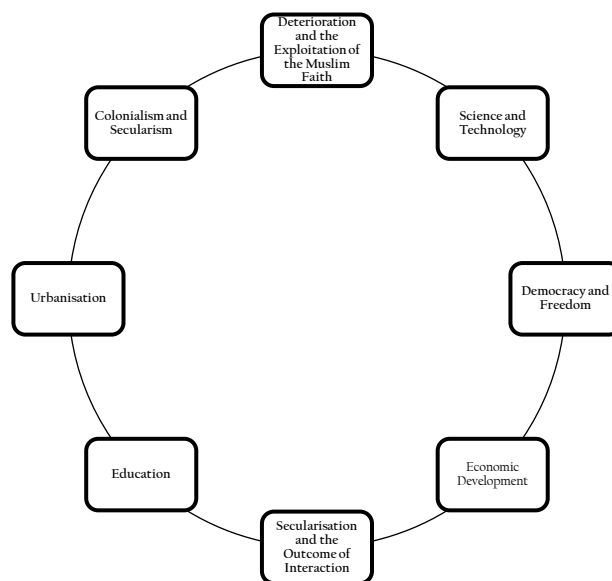 Deterioration
and the
Exploitation of
the Muslim
Faith
Science and
Technology
Democracy and
Freedom
Economic
Development
Secularisation
and the
Outcome of
Interaction
Education
Urbanisation
Colonialism and
Secularism